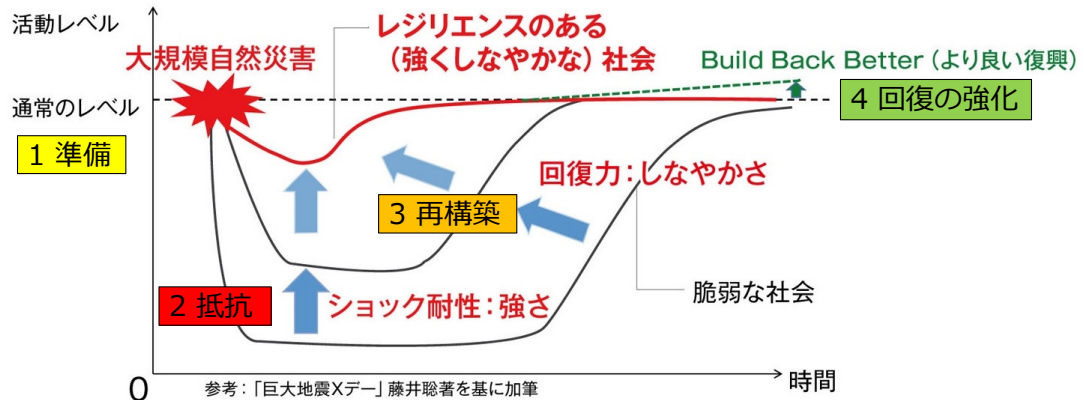 活動レベル
レジリエンスのある
(強くしなやかな)社会
大規模自然災害
Build Back Better(より良い復興)
通常のレベル
4 回復の強化
1 準備
回復力:しなやかさ
3 再構築
2 抵抗
ショック耐性:強さ
脆弱な社会
0
参考:「巨大地震Xデー」藤井聡著を基に加筆
時間